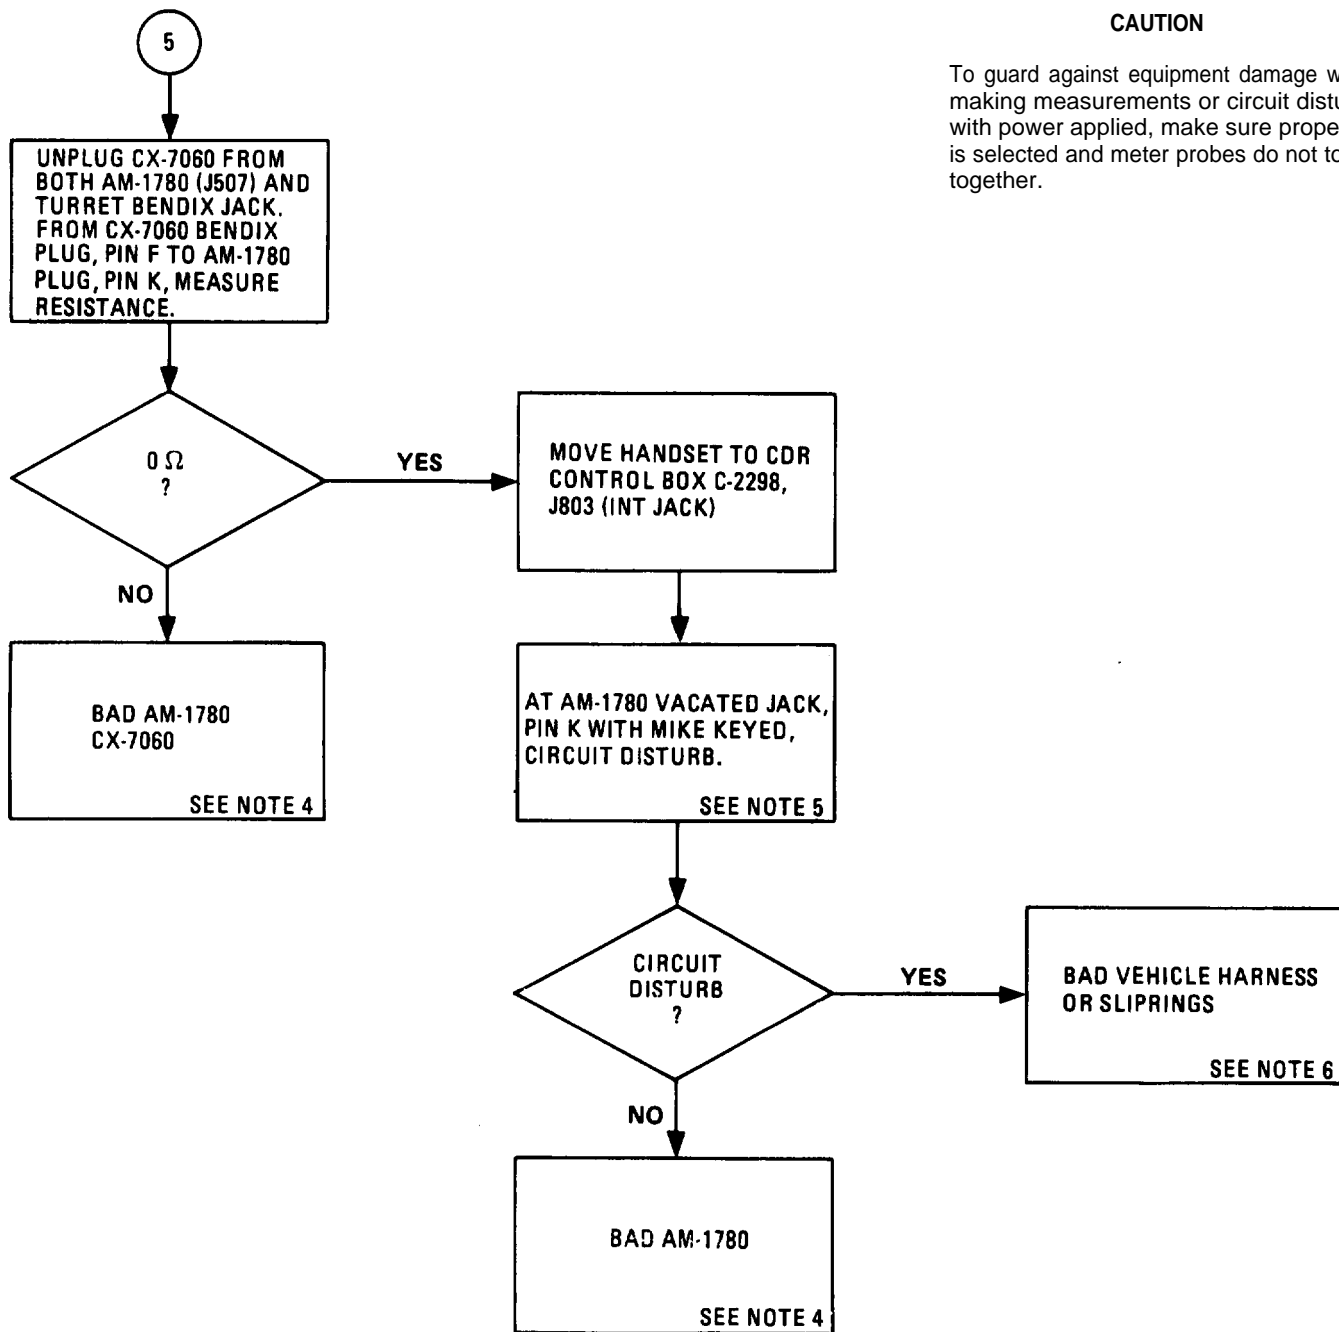 5
CAUTION
To guard against equipment damage
making measurements or circuit
with power applied, make sure
is selected and meter probes do not
together.
UNPLUG CX-7060 FROM
BOTH AM-1780 (J507) AND
TURRET BENDIX JACK.
FROM CX-7060 BENDIX
PLUG, PIN F TO AM-1780
PLUG, PIN K, MEASURE
RESISTANCE.
0 Ω
?
YES
MOVE HANDSET TO CDR
CONTROL BOX C-2298,
J803 (INT JACK)
NO
BAD AM-1780
CX-7060
SEE NOTE 4
AT AM-1780 VACATED JACK,
PIN K WITH MIKE KEYED,
CIRCUIT DISTURB.
SEE NOTE 5
CIRCUIT
DISTURB
?
YES
BAD VEHICLE HARNESS
OR SLIPRINGS
SEE NOTE 6
NO
BAD AM-1780
SEE NOTE 4